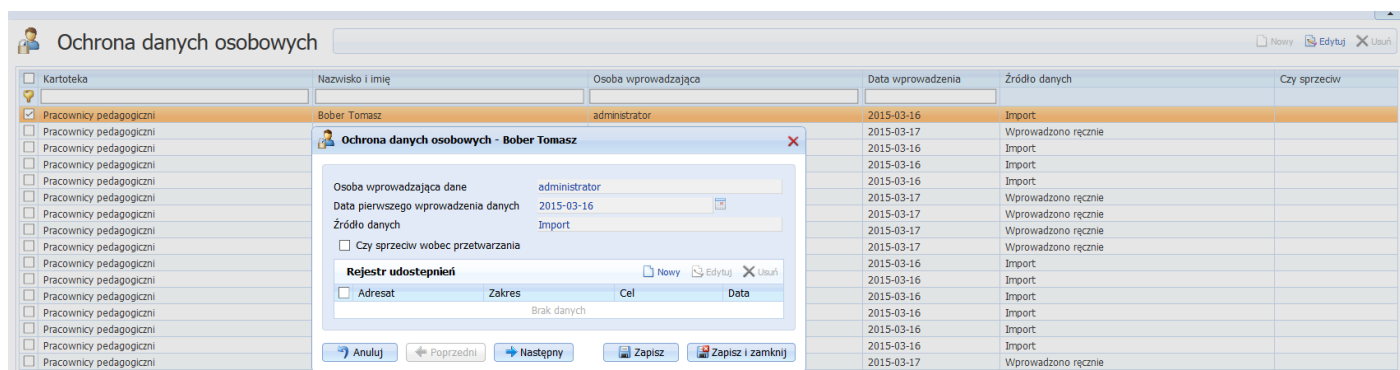 Ochrona danych osobowych Nowy Edytuj Usuń
Kartoteka Nazwisko i imię Osoba wprowadzająca Data wprowadzenia Źródło danych Czy sprzeciw
Pracownicy pedagogiczni Bober Tomasz administrator 2015-03-16 Import
Pracownicy pedagogiczni 2015-03-17 Wprowadzono ręcznie
Pracownicy pedagogiczni 2015-03-16 Import
Pracownicy pedagogiczni 2015-03-16 Import
Pracownicy pedagogiczni 2015-03-16 Import
Pracownicy pedagogiczni 2015-03-17 Wprowadzono ręcznie
Pracownicy pedagogiczni 2015-03-17 Wprowadzono ręcznie
Pracownicy pedagogiczni 2015-03-17 Wprowadzono ręcznie
Pracownicy pedagogiczni 2015-03-17 Wprowadzono ręcznie
Pracownicy pedagogiczni 2015-03-16 Import
Pracownicy pedagogiczni 2015-03-16 Import
Pracownicy pedagogiczni 2015-03-16 Import
Pracownicy pedagogiczni 2015-03-16 Import
Pracownicy pedagogiczni 2015-03-16 Import
Pracownicy pedagogiczni 2015-03-16 Import
Pracownicy pedagogiczni 2015-03-17 Wprowadzono ręcznie
Ochrona danych osobowych - Bober Tomasz
Osoba wprowadzająca dane administrator
Data pierwszego wprowadzenia danych 2015-03-16
Źródło danych Import
Czy sprzeciw wobec przetwarzania
Rejestr udostepnień Nowy Edytuj Usuń
Adresat Zakres Cel Data
Brak danych
Anuluj Poprzedni Następny Zapisz Zapisz i zamknij